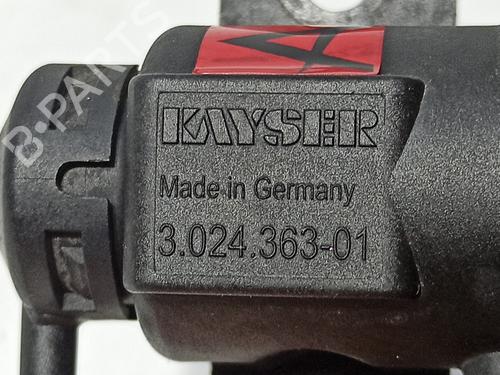 KAYSER
Made in Germany
3.024.363-01
B-PARTS